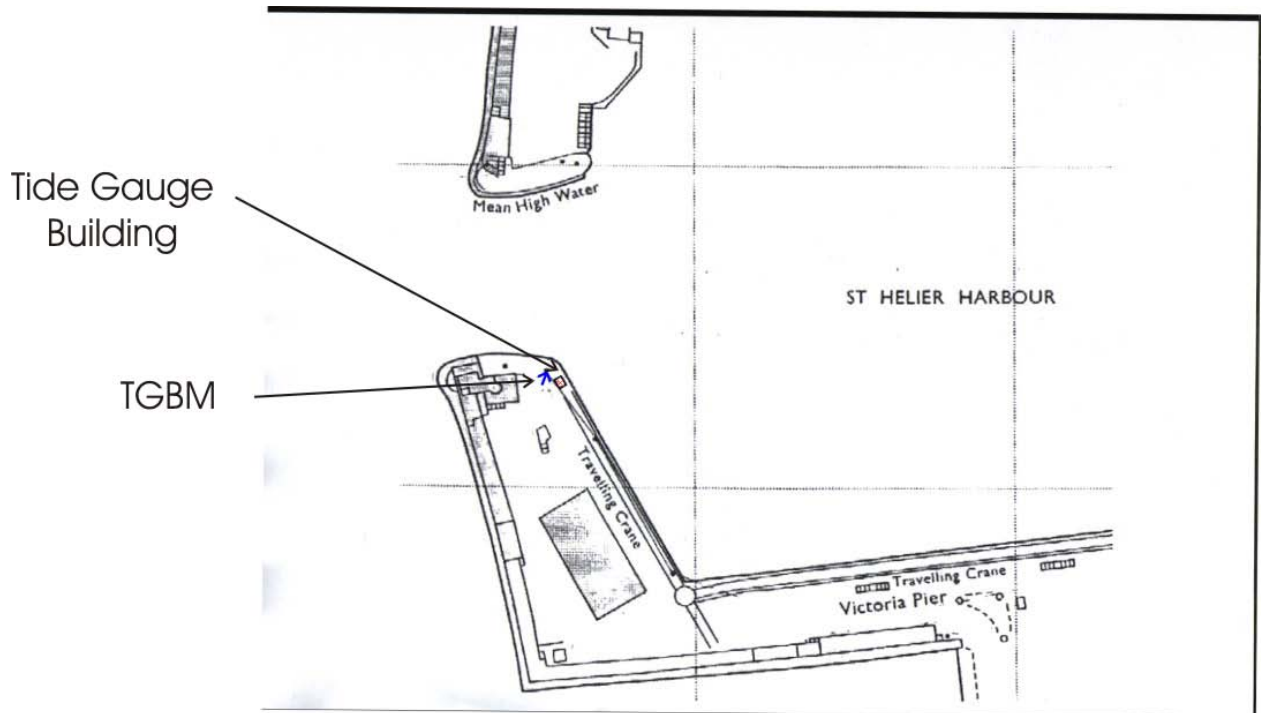 Mean High Water
Tide Gauge
Building
ST HELIER HARBOUR
TGBM
Travelling Crane
Travelling Crane
Victoria Pier